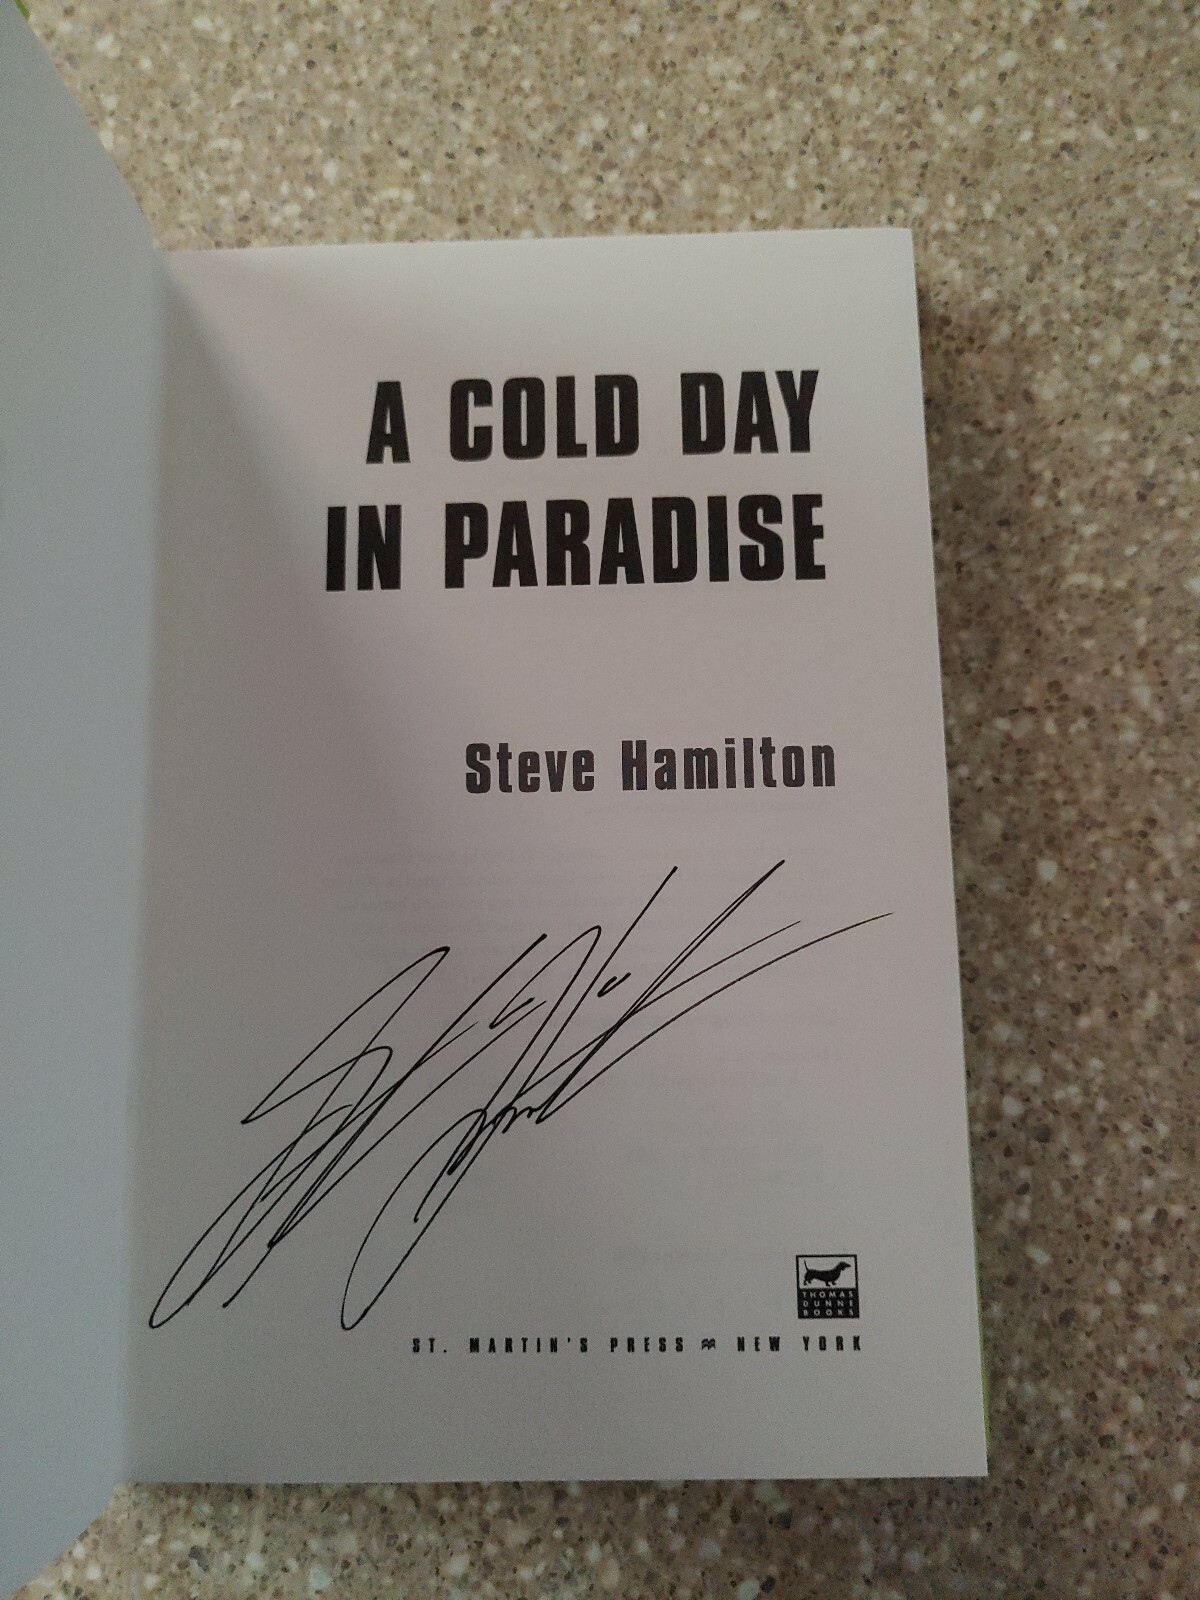 A COLD DAY
IN PARADISE
Steve Hamilton
THOMAS
DUNNE
BOOKS
ST. MARTIN'S PRESS NEW YORK